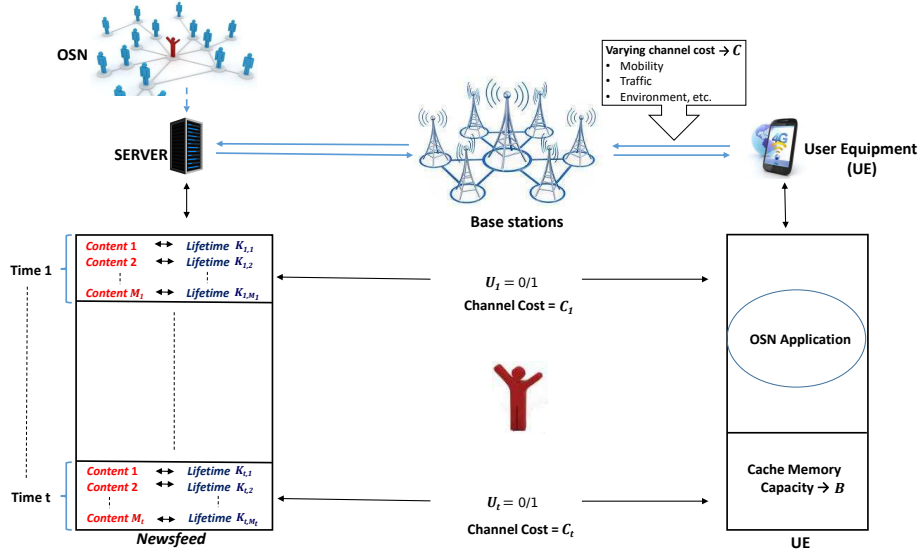 OSN
Varying channel cost → C
• Mobility
• Traffic
• Environment, etc.
SERVER
4G
User Equipment
(UE)
Base stations
Time 1
Content 1 Lifetime K1,1
Content 2 Lifetime K1,2
Content M1 Lifetime K1,M1
U1 = 0/1
Channel Cost = C1
OSN Application
Time t
Content 1 Lifetime Kt,1
Content 2 Lifetime Kt,2
Content Mt Lifetime Kt,Mt
Ut = 0/1
Channel Cost = Ct
Cache Memory
Capacity → B
Newsfeed
UE